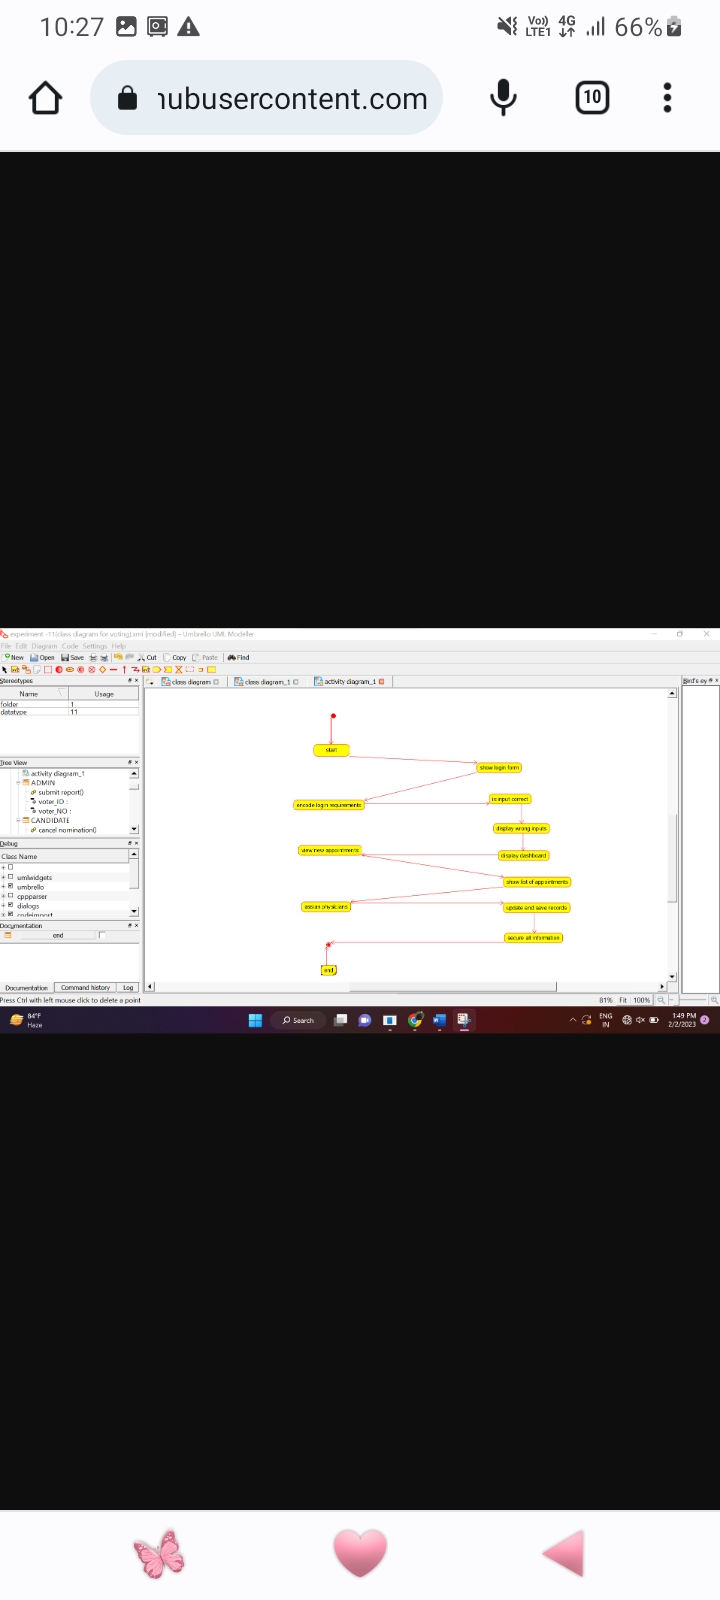 10:27
Vo)) LTE1 4G 66%
nubusercontent.com
10
experiment -11(class diagram for voting).xmi [modified] – Umbrello UML Modeller
File Edit Diagram Code Settings Help
New Open Save Cut Copy Paste Find
Stereotypes
class diagram class diagram_1 activity diagram_1
Bird's ey
Name Usage
folder 1
datatype 11
Tree View
activity diagram_1
ADMIN
submit report()
voter_ID :
voter_NO :
CANDIDATE
cancel nomination()
Debug
Class Name
umlwidgets
umbrello
cppparser
dialogs
codeimport
Documentation
end
Documentation Command history Log
start
show login form
encode login requirements
is input correct
display wrong inputs
view new appointments
display dashboard
show list of appointments
assign physicians
update and save records
secure all information
end
Press Ctrl with left mouse click to delete a point
81% Fit 100%
84°F
Haze
Search
ENG
IN
1:49 PM
2/2/2023
2